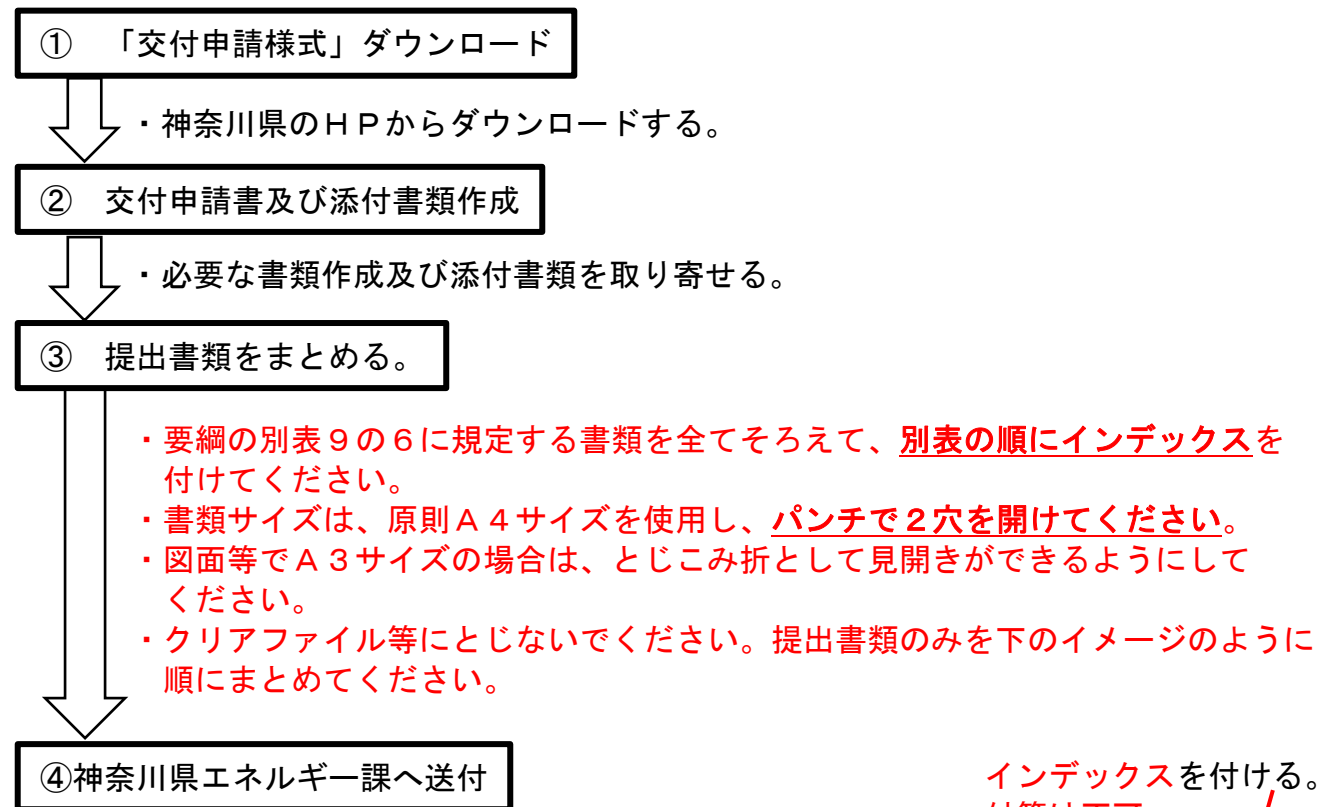 ① 「交付申請様式」ダウンロード
・神奈川県のＨＰからダウンロードする。
② 交付申請書及び添付書類作成
・必要な書類作成及び添付書類を取り寄せる。
③ 提出書類をまとめる。
・要綱の別表９の６に規定する書類を全てそろえて、別表の順にインデックスを
付けてください。
・書類サイズは、原則Ａ４サイズを使用し、パンチで２穴を開けてください。
・図面等でＡ３サイズの場合は、とじこみ折として見開きができるようにして
ください。
・クリアファイル等にとじないでください。提出書類のみを下のイメージのように
順にまとめてください。
④神奈川県エネルギー課へ送付
インデックスを付ける。